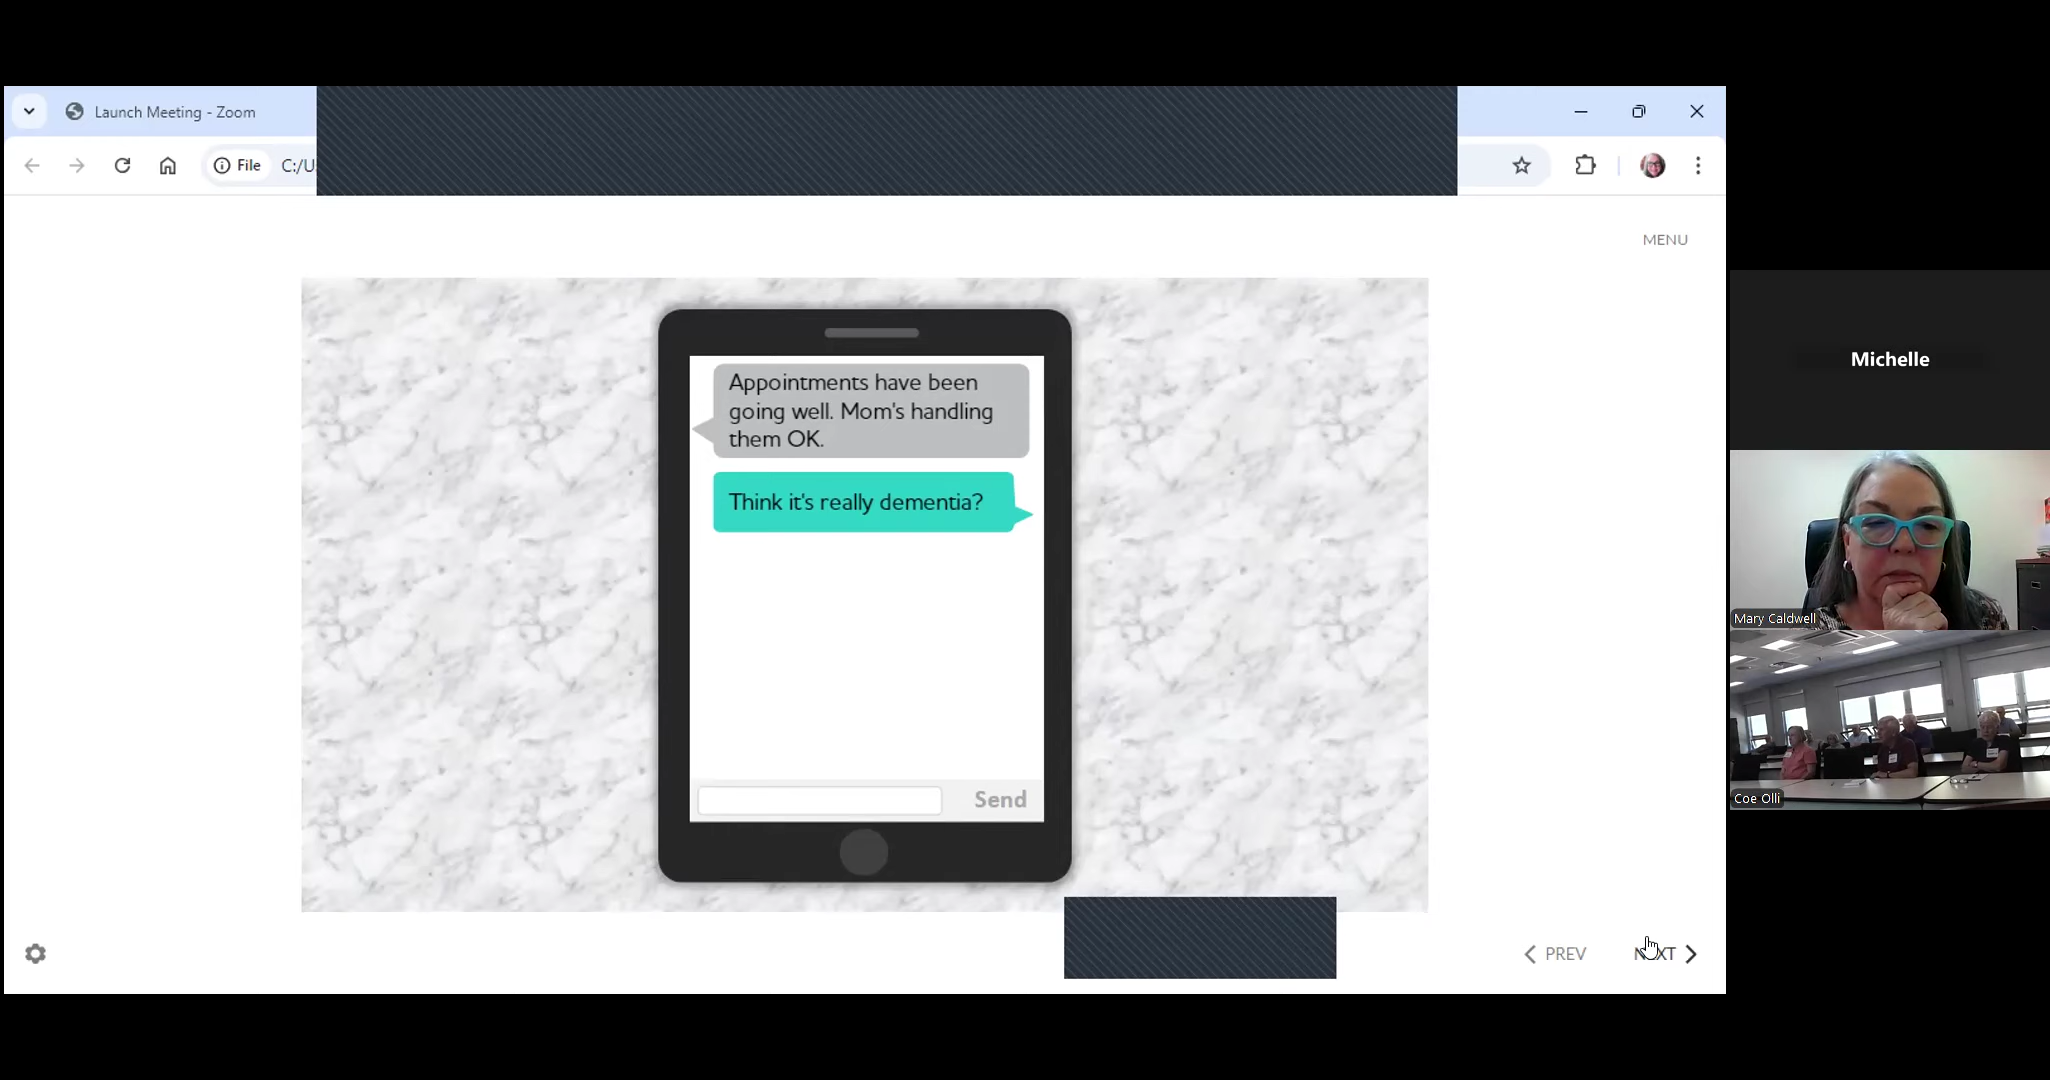 Launch Meeting - Zoom
File C:/U
MENU
Appointments have been
going well. Mom's handling
them OK.
Think it's really dementia?
Send
PREV
NEXT
Michelle
Mary Caldwell
Coe Olli